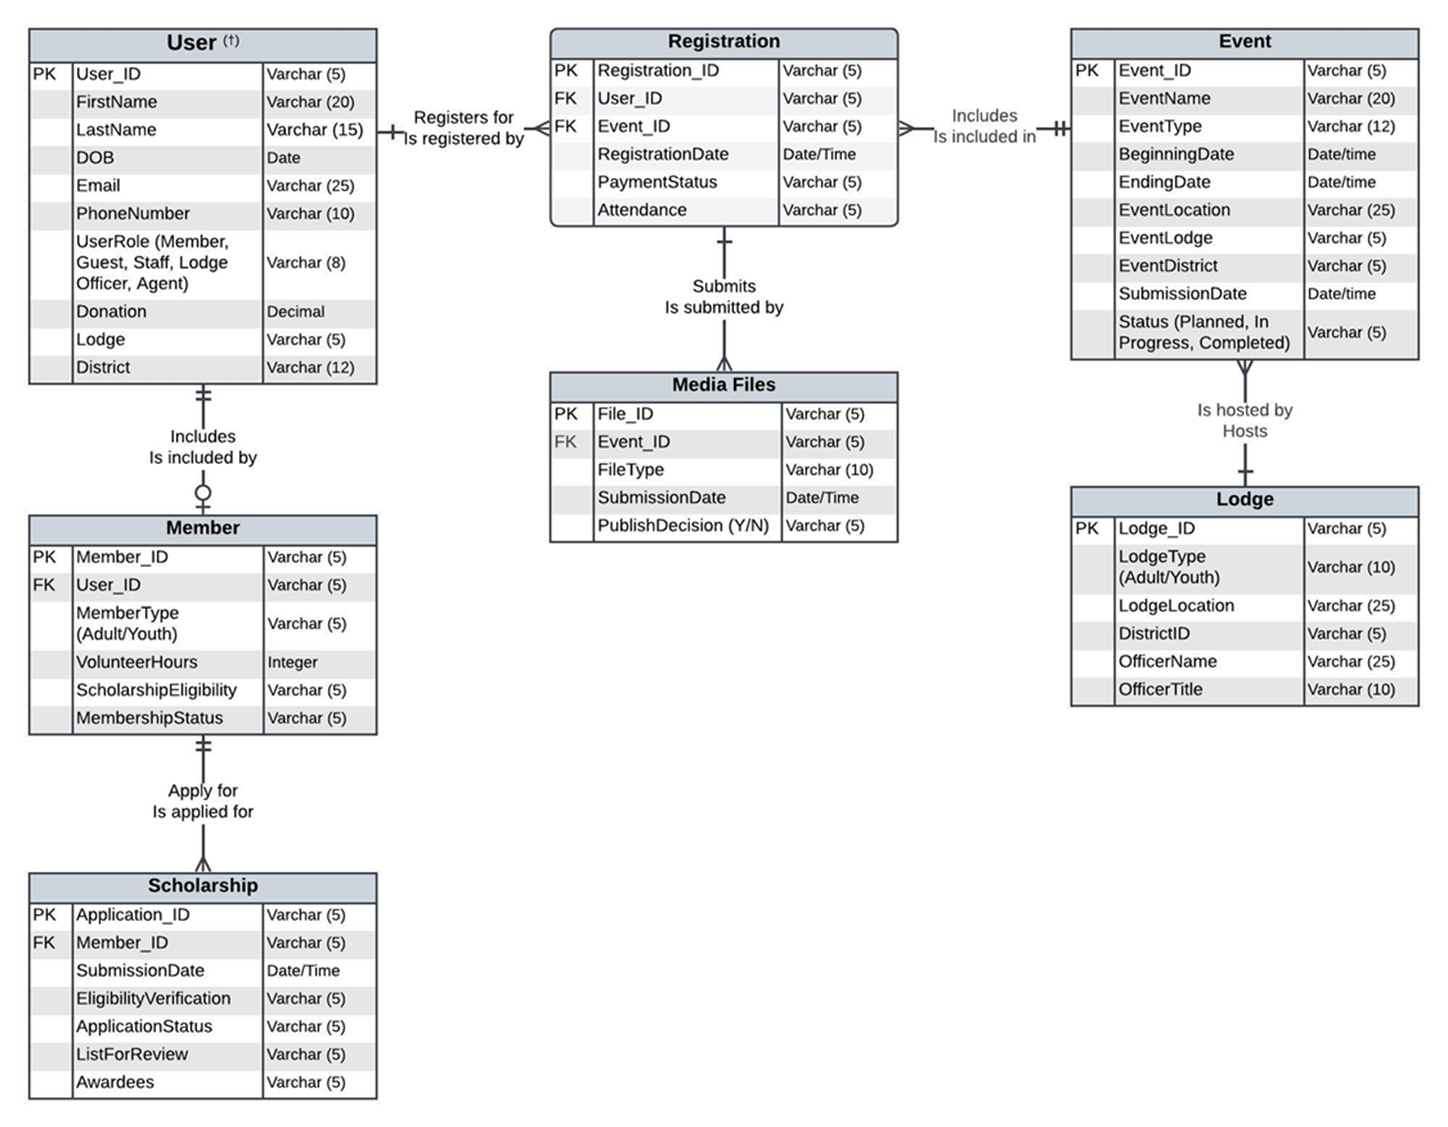 User (†)
PK User_ID Varchar (5)
FirstName Varchar (20)
LastName Varchar (15)
DOB Date
Email Varchar (25)
PhoneNumber Varchar (10)
UserRole (Member,
Guest, Staff, Lodge
Officer, Agent)
Varchar (8)
Donation Decimal
Lodge Varchar (5)
District Varchar (12)
Registers for
Is registered by
Registration
PK Registration_ID Varchar (5)
FK User_ID Varchar (5)
FK Event_ID Varchar (5)
RegistrationDate Date/Time
PaymentStatus Varchar (5)
Attendance Varchar (5)
Includes
Is included in
Event
PK Event_ID Varchar (5)
EventName Varchar (20)
EventType Varchar (12)
BeginningDate Date/time
EndingDate Date/time
EventLocation Varchar (25)
EventLodge Varchar (5)
EventDistrict Varchar (5)
SubmissionDate Date/time
Status (Planned, In
Progress, Completed)
Varchar (5)
Submits
Is submitted by
Media Files
PK File_ID Varchar (5)
FK Event_ID Varchar (5)
FileType Varchar (10)
SubmissionDate Date/Time
PublishDecision (Y/N) Varchar (5)
Is hosted by
Hosts
Lodge
PK Lodge_ID Varchar (5)
LodgeType
(Adult/Youth)
Varchar (10)
LodgeLocation Varchar (25)
DistrictID Varchar (5)
OfficerName Varchar (25)
OfficerTitle Varchar (10)
Includes
Is included by
Member
PK Member_ID Varchar (5)
FK User_ID Varchar (5)
MemberType
(Adult/Youth)
Varchar (5)
VolunteerHours Integer
ScholarshipEligibility Varchar (5)
MembershipStatus Varchar (5)
Apply for
Is applied for
Scholarship
PK Application_ID Varchar (5)
FK Member_ID Varchar (5)
SubmissionDate Date/Time
EligibilityVerification Varchar (5)
ApplicationStatus Varchar (5)
ListForReview Varchar (5)
Awardees Varchar (5)